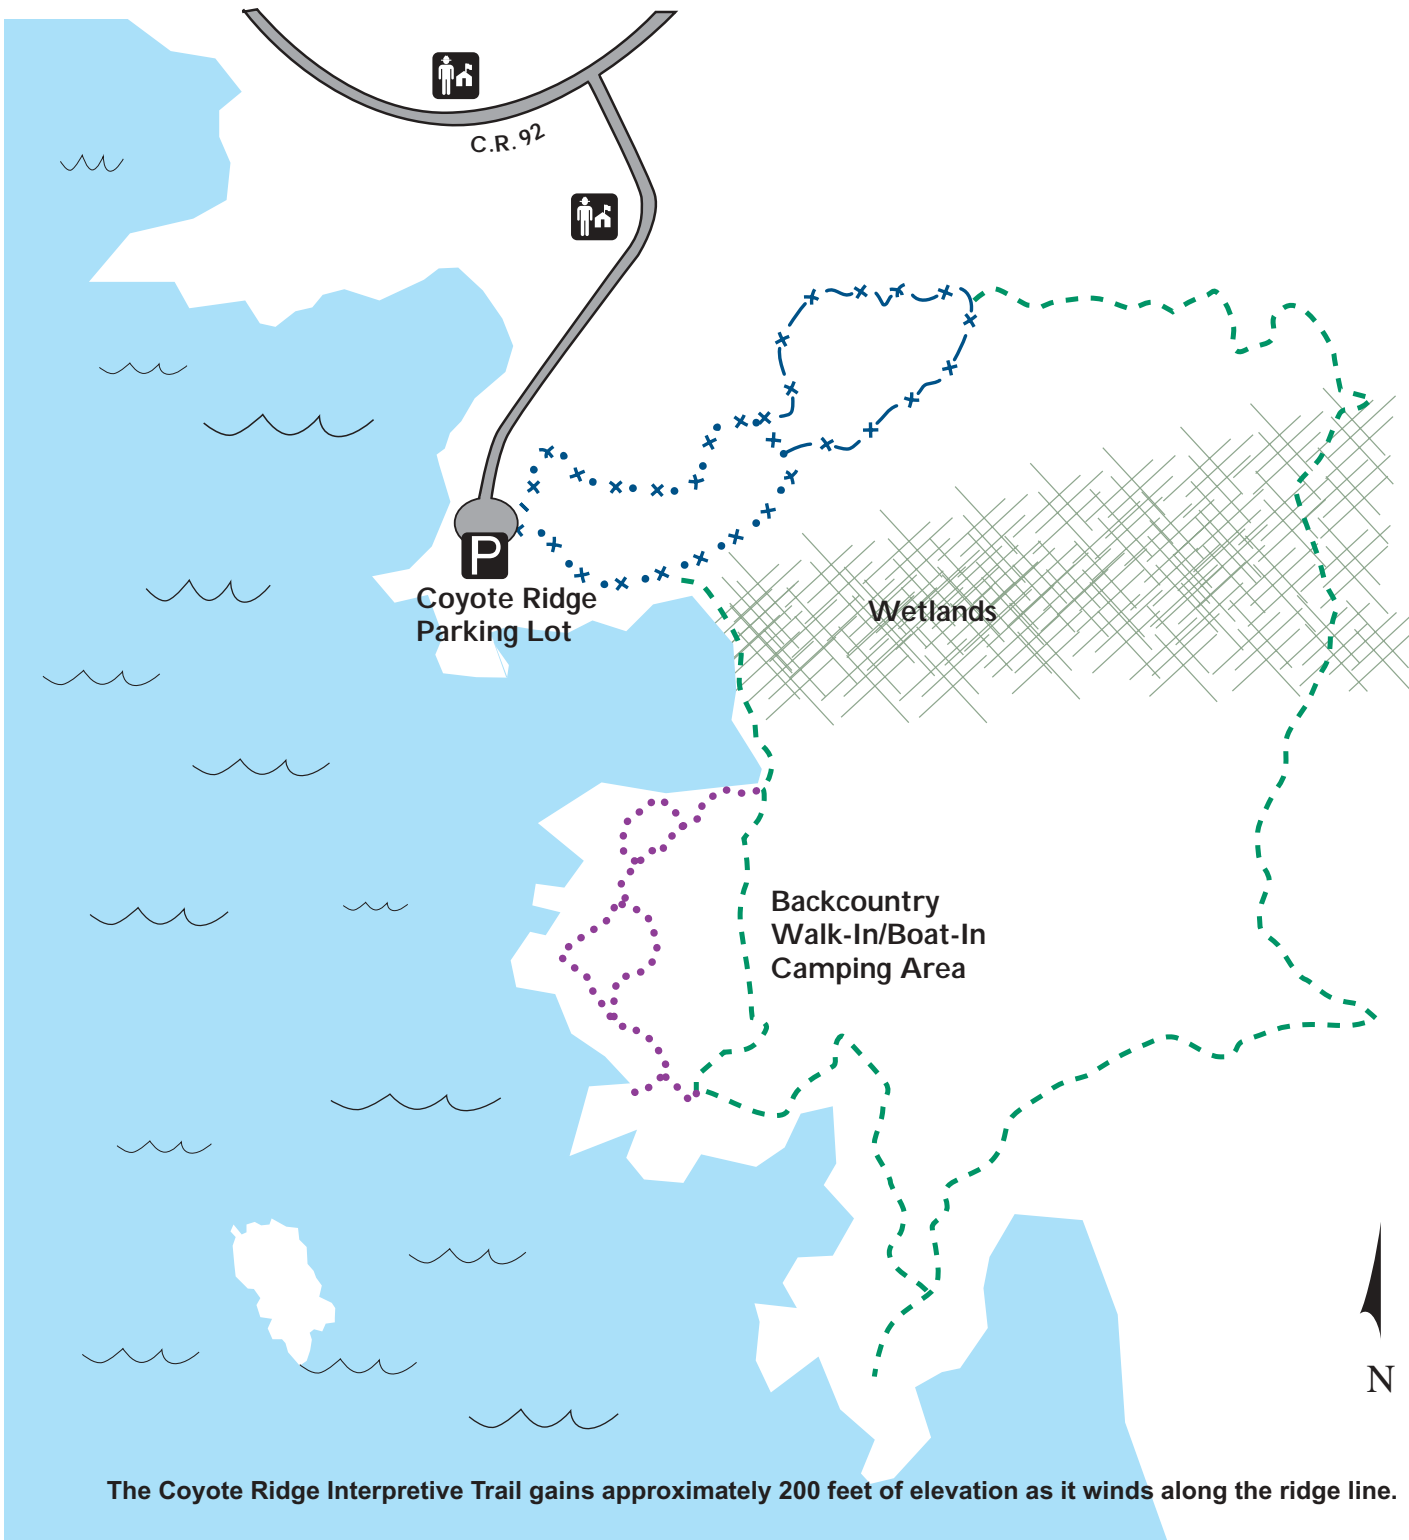 C.R. 92
P
Coyote Ridge
Parking Lot
Wetlands
Backcountry
Walk-In/Boat-In
Camping Area
N
The Coyote Ridge Interpretive Trail gains approximately 200 feet of elevation as it winds along the ridge line.